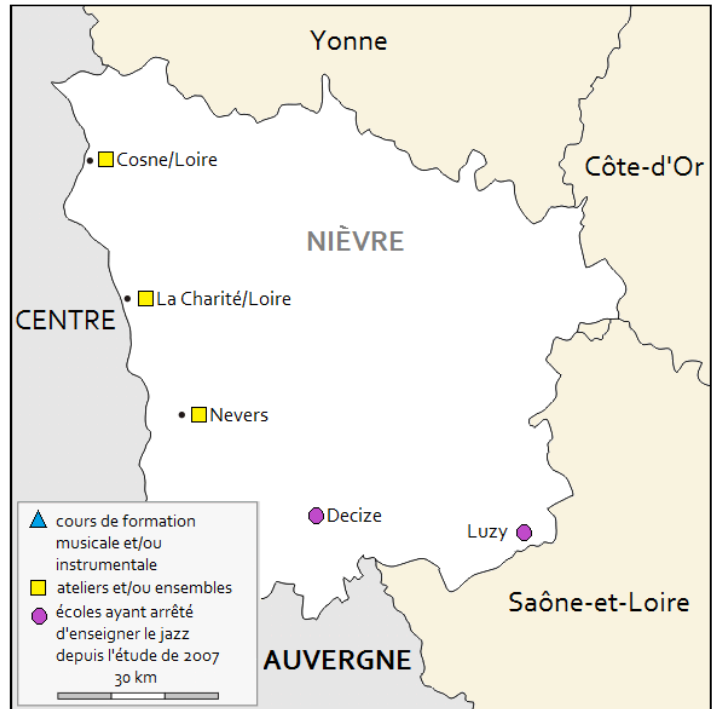 Yonne
Cosne/Loire
Côte-d'Or
NIÈVRE
La Charité/Loire
CENTRE
Nevers
Decize
Luzy
cours de formation
musicale et/ou
instrumentale
ateliers et/ou ensembles
écoles ayant arrêté
d'enseigner le jazz
depuis l'étude de 2007
30 km
Saône-et-Loire
AUVERGNE